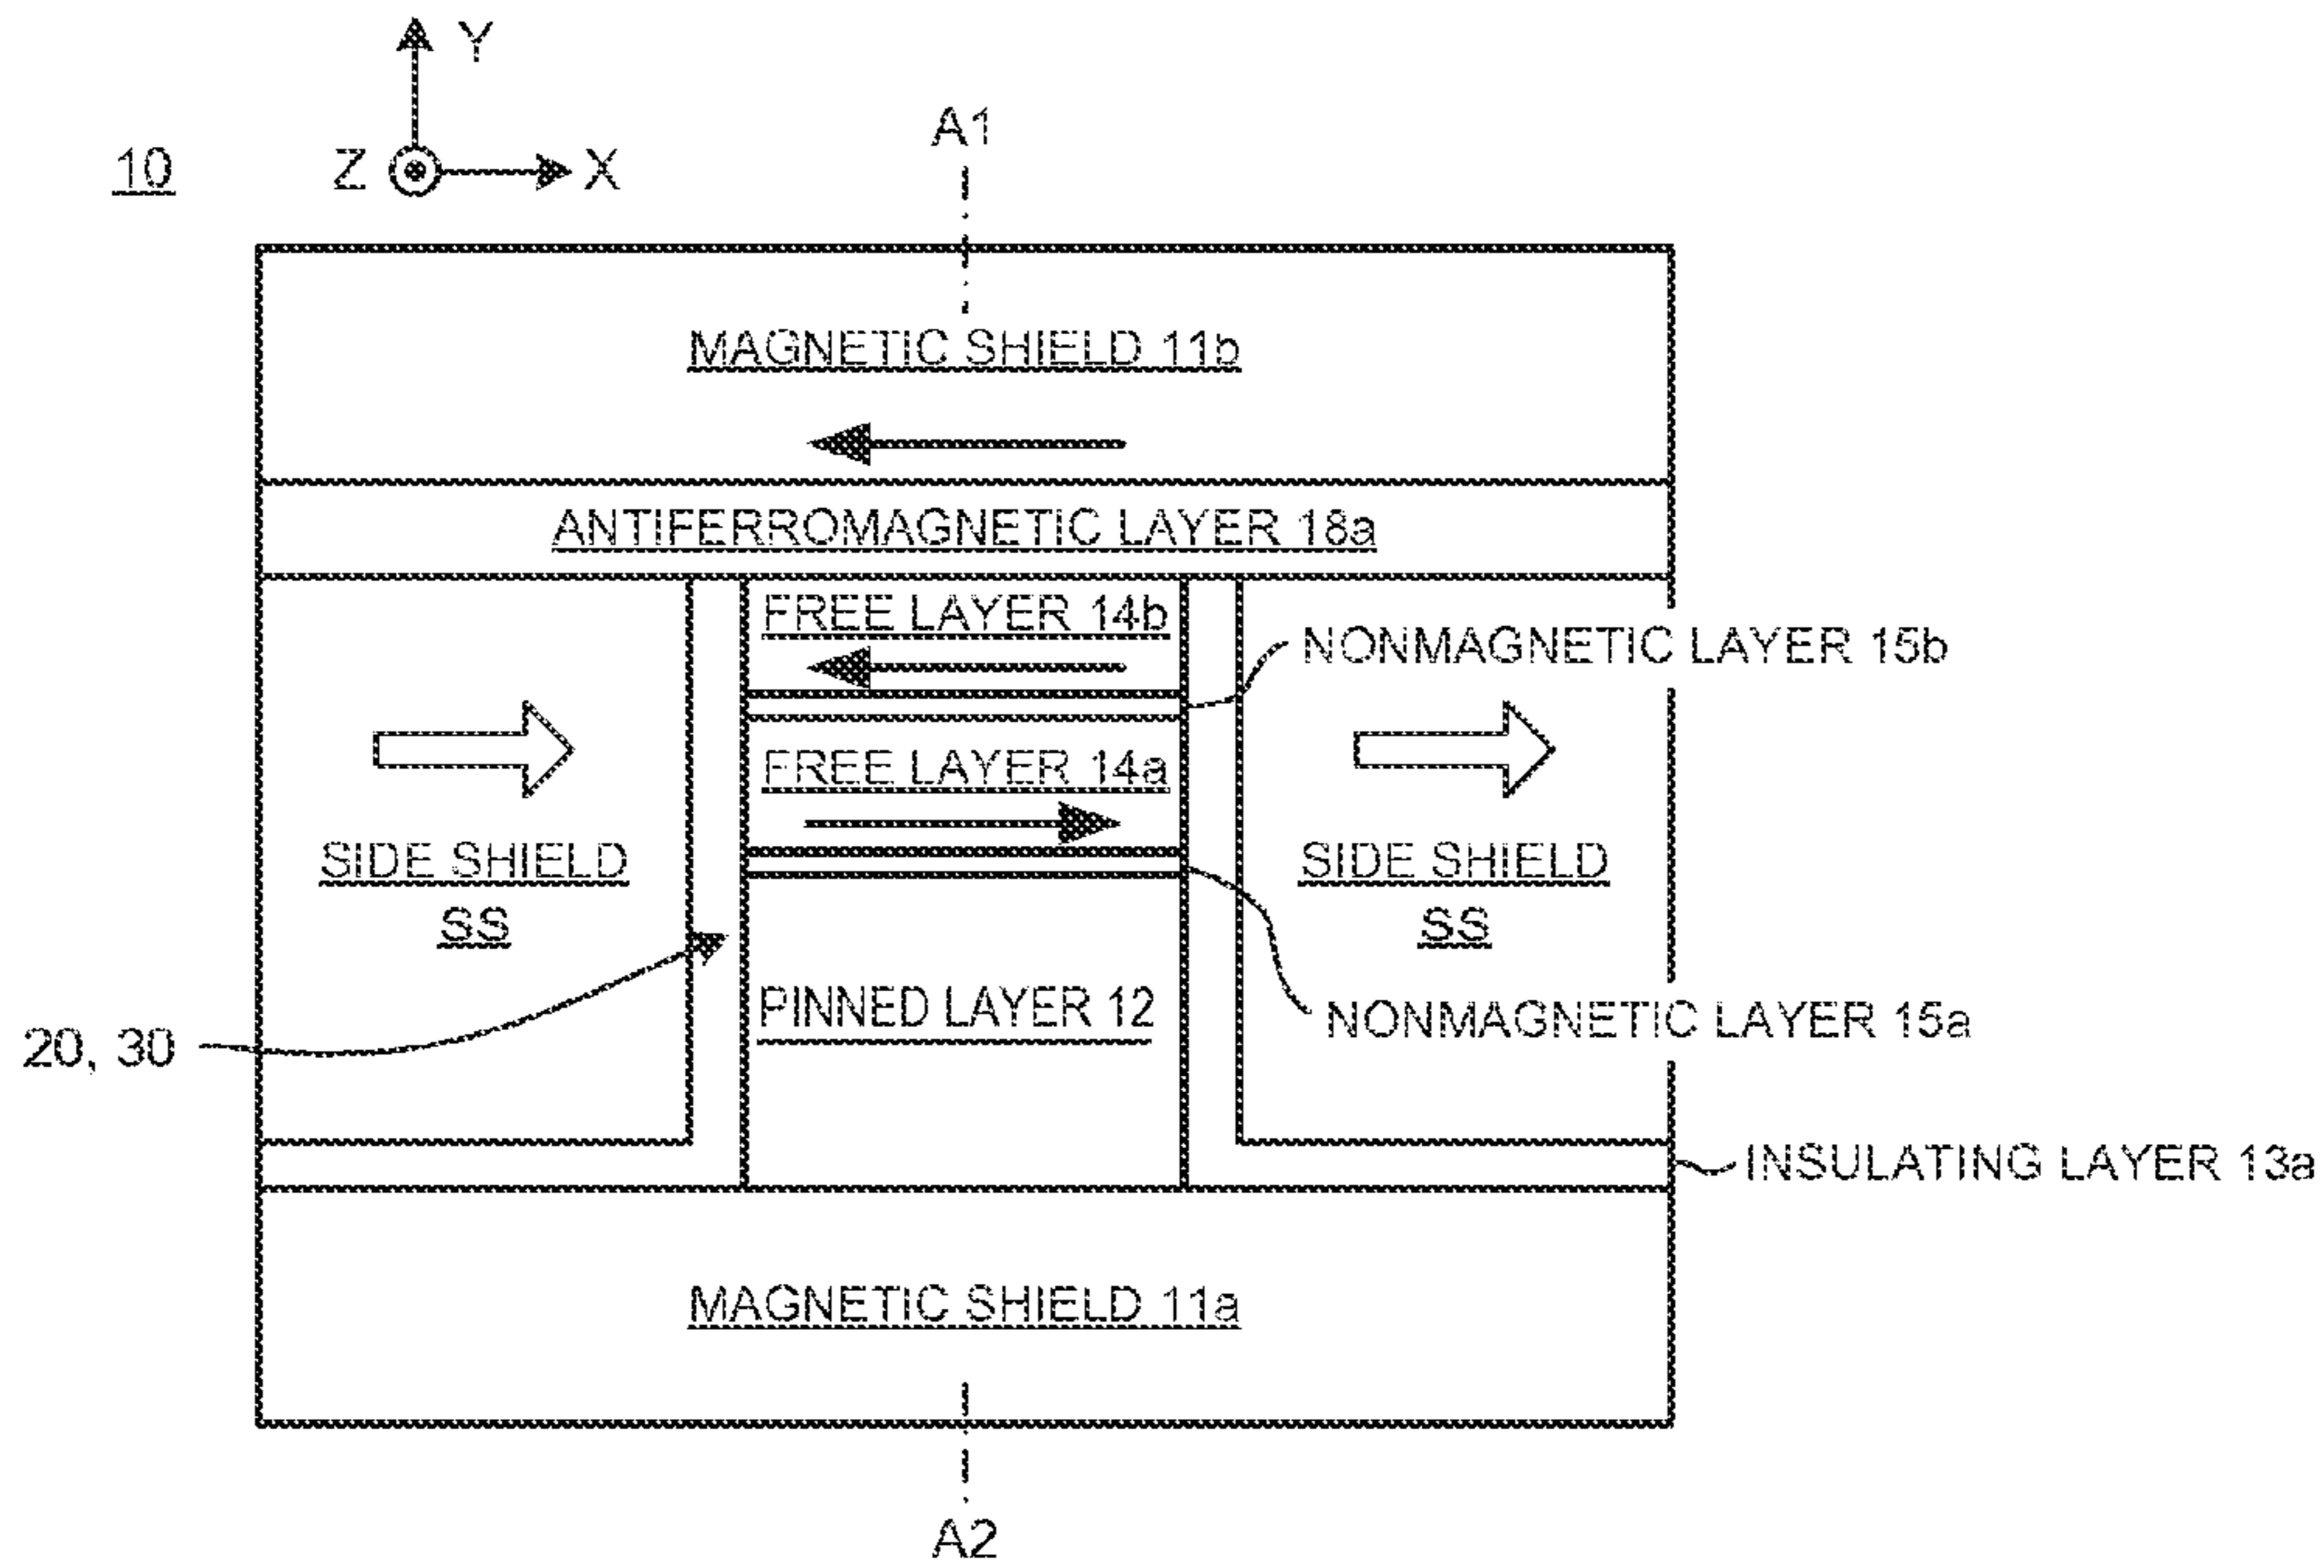 Y
A1
10
Z
X
MAGNETIC SHIELD 11b
ANTIFERROMAGNETIC LAYER 18a
FREE LAYER 14b
NONMAGNETIC LAYER 15b
FREE LAYER 14a
SIDE SHIELD
SS
SIDE SHIELD
SS
PINNED LAYER 12
NONMAGNETIC LAYER 15a
20, 30
INSULATING LAYER 13a
MAGNETIC SHIELD 11a
A2